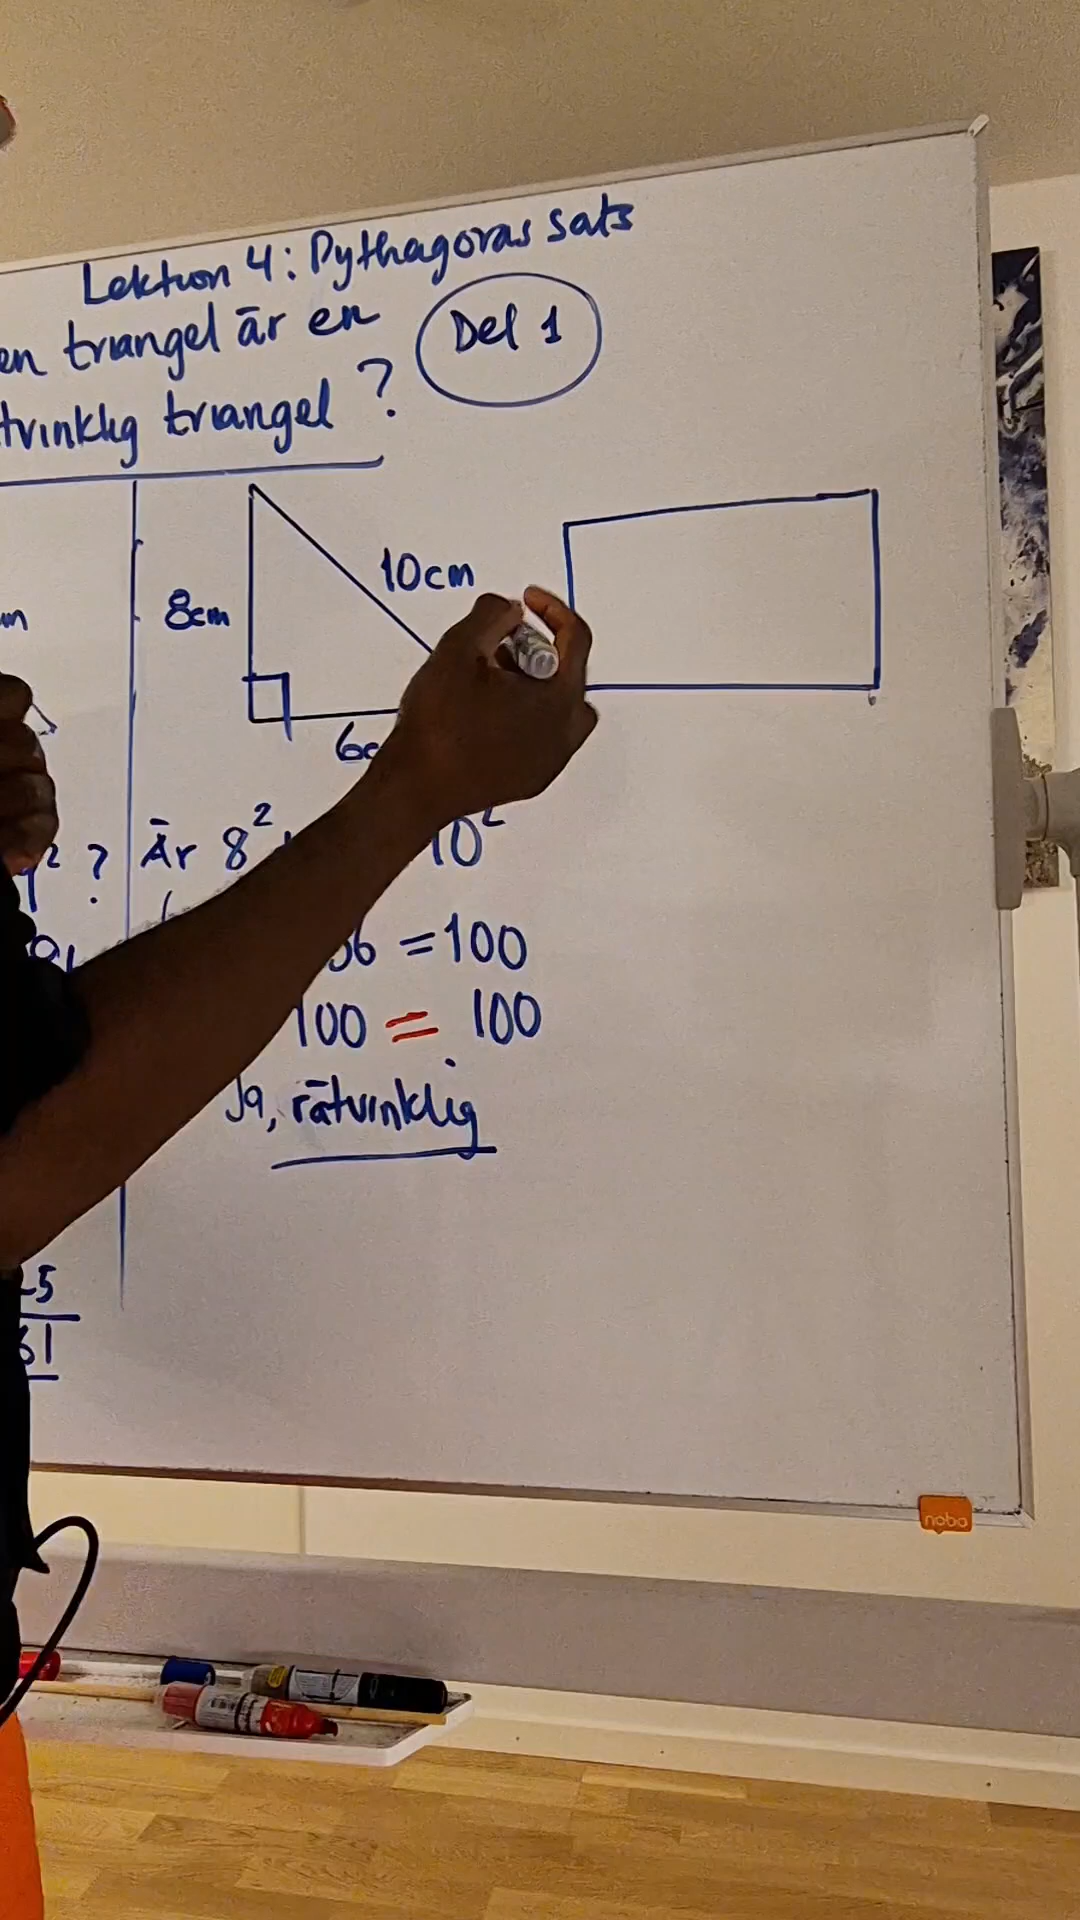 Lektion 4: Pythagoras sats
en triangel är en
Del 1
tvinklig triangel ?
10cm
8cm
Är 8² 10²
= 100
100 = 100
Ja, rätvinklig
nobo